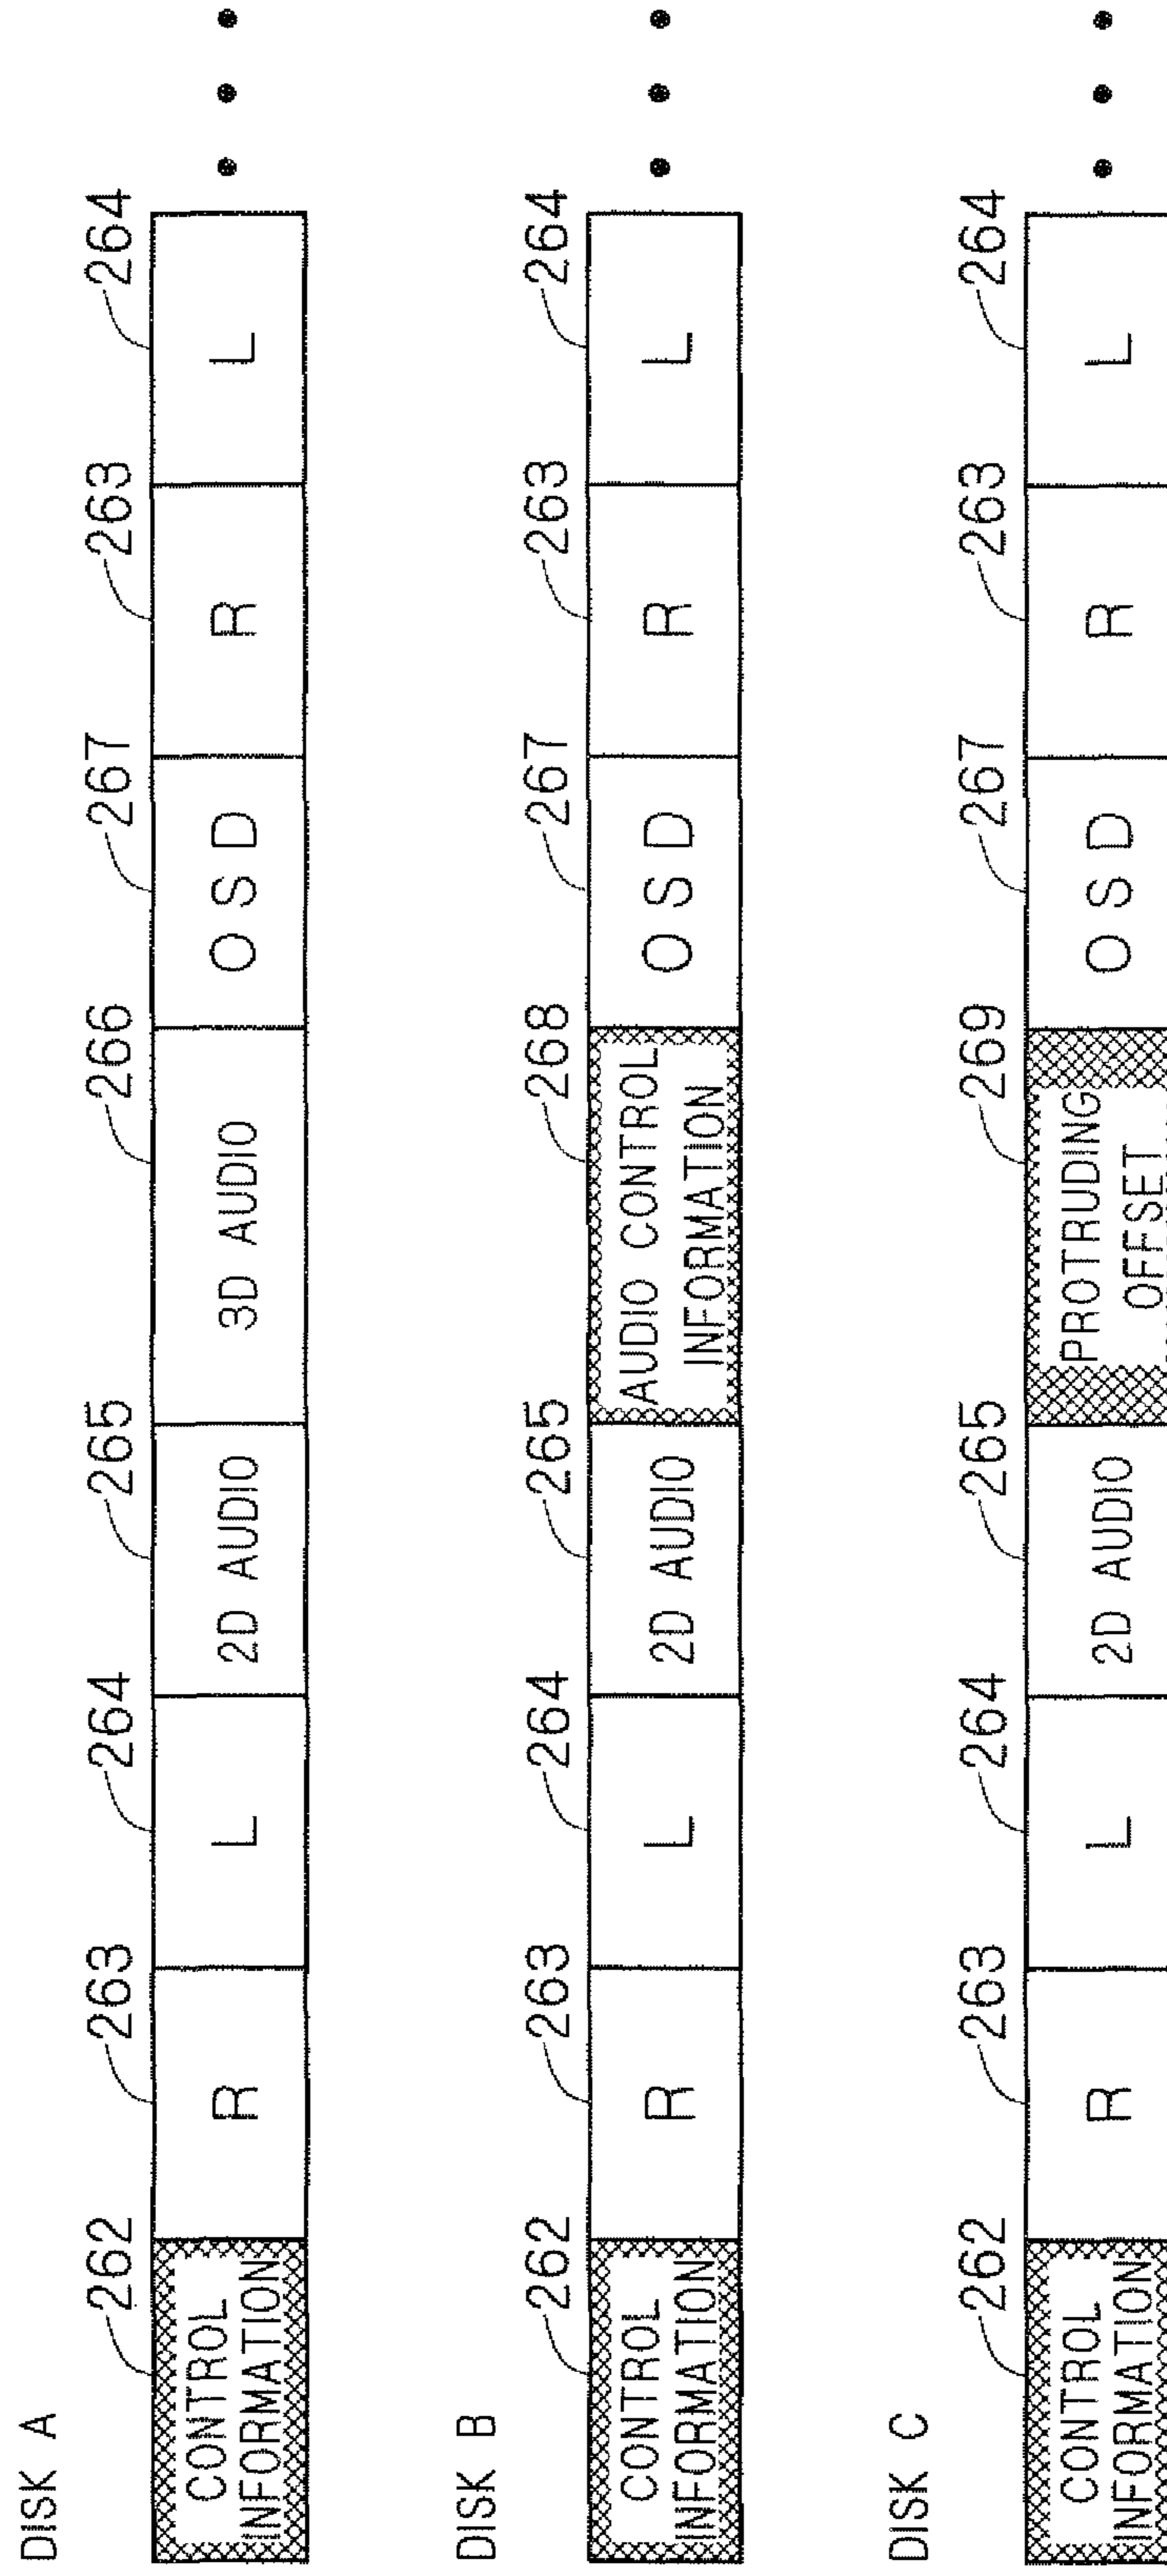 DISK A
262 263 264 265 266 267 263 264
CONTROL
INFORMATION
R L 2D AUDIO 3D AUDIO OSD R L
DISK B
262 263 264 265 268 267 263 264
CONTROL
INFORMATION
R L 2D AUDIO AUDIO CONTROL
INFORMATION
OSD R L
DISK C
262 263 264 265 269 267 263 264
CONTROL
INFORMATION
R L 2D AUDIO PROTRUDING
OFFSET
OSD R L